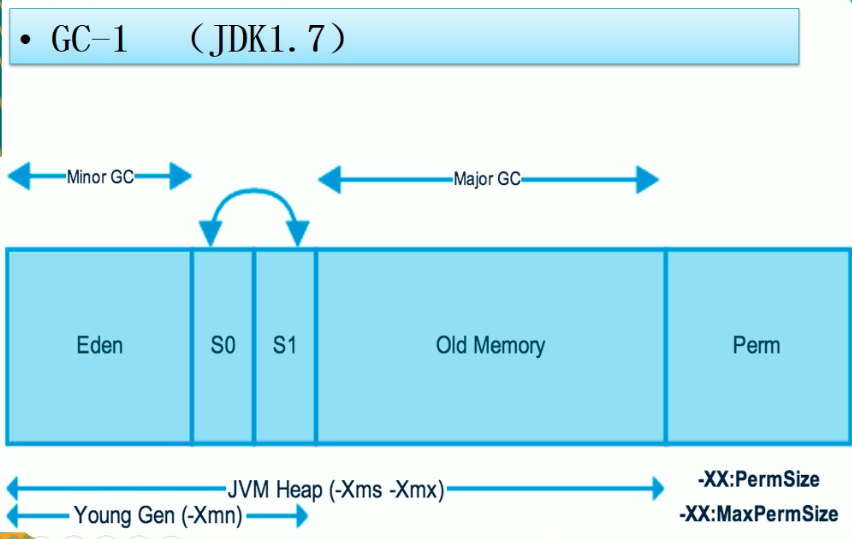 • GC-1 （JDK1.7）
Minor GC
Major GC
Eden
S0
S1
Old Memory
Perm
JVM Heap (-Xms -Xmx)
-XX:PermSize
Young Gen (-Xmn)
-XX:MaxPermSize